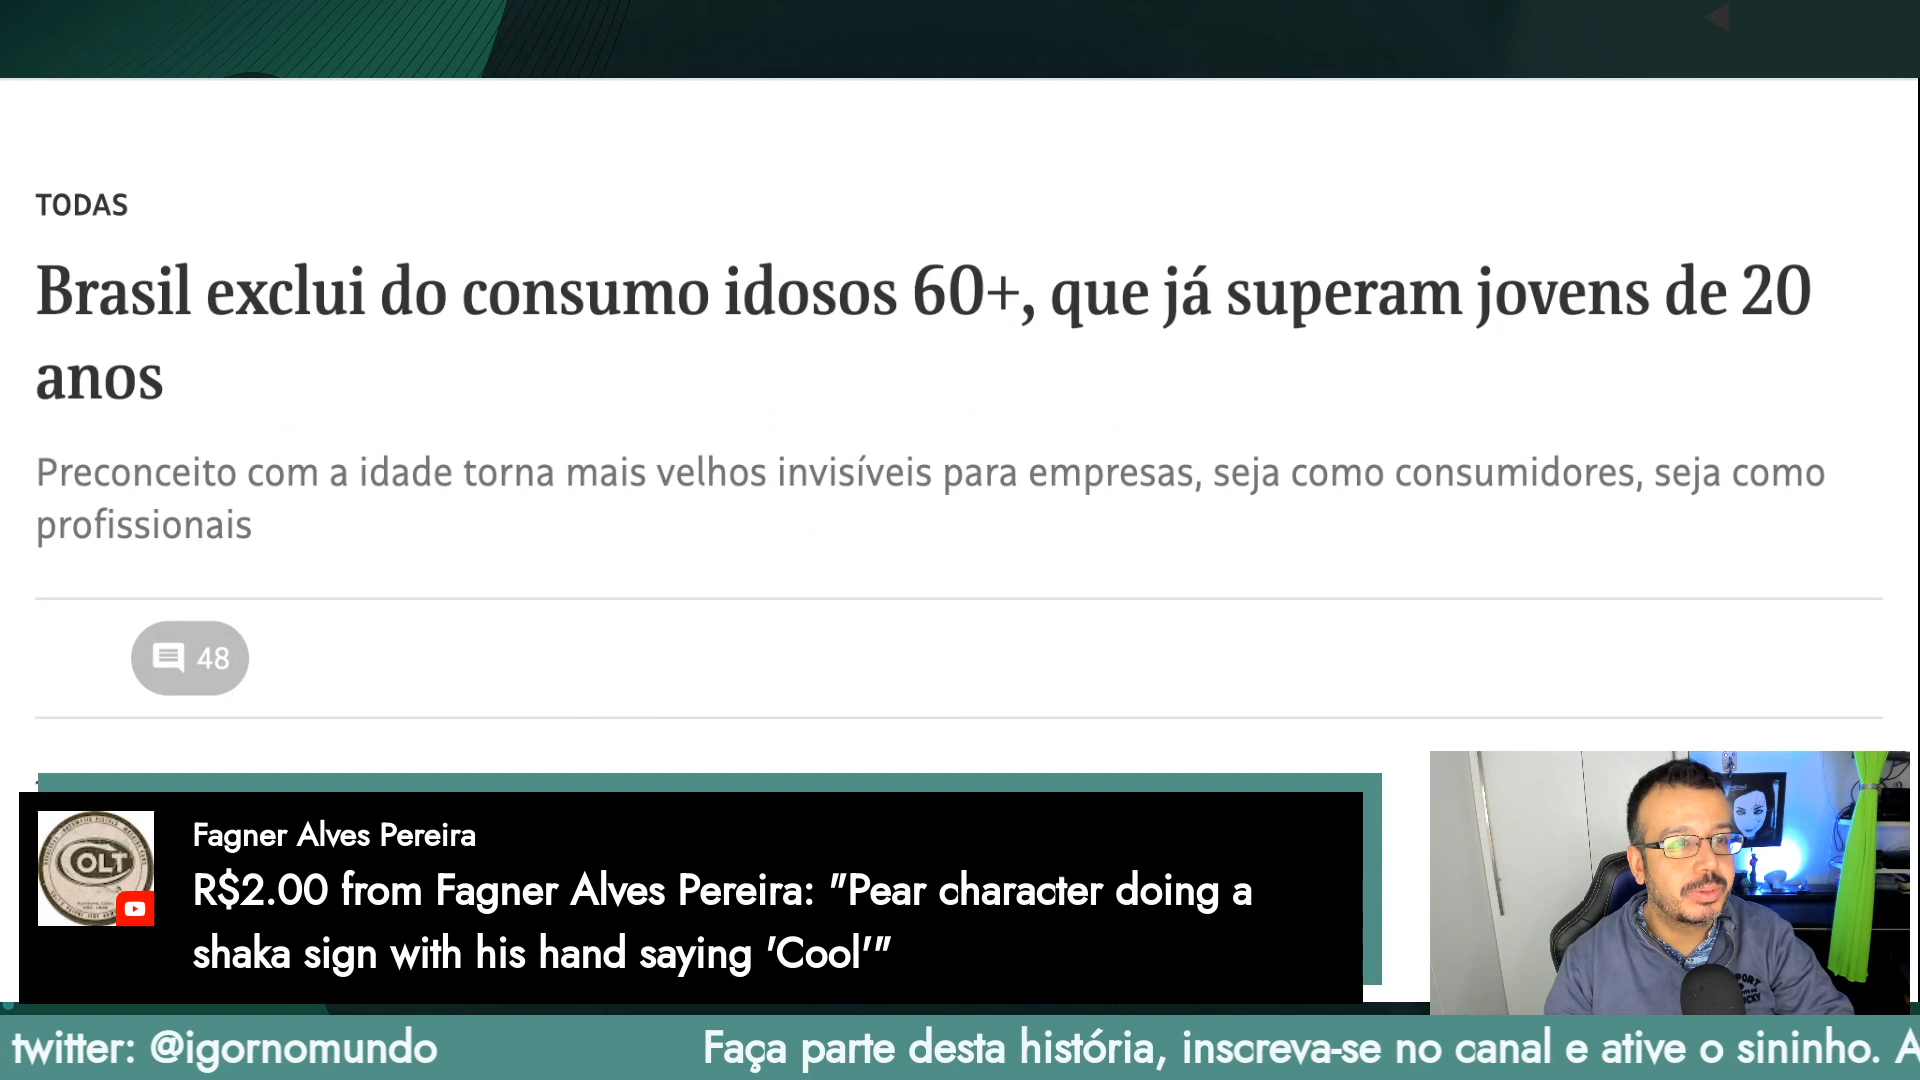 TODAS
Brasil exclui do consumo idosos 60+, que já superam jovens de 20
anos
Preconceito com a idade torna mais velhos invisíveis para empresas, seja como consumidores, seja como
profissionais
48
COLT
Fagner Alves Pereira
R$2.00 from Fagner Alves Pereira: "Pear character doing a
shaka sign with his hand saying 'Cool'"
twitter: @igornomundo
Faça parte desta história, inscreva-se no canal e ative o sininho. A